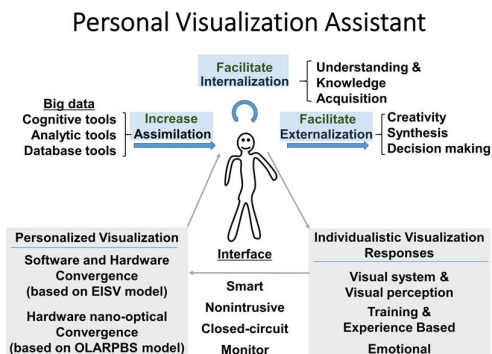 Personal Visualization Assistant
Facilitate
Internalization
Understanding &
Knowledge
Acquisition
Big data
Cognitive tools
Analytic tools
Database tools
Increase
Assimilation
Facilitate
Externalization
Creativity
Synthesis
Decision making
Personalized Visualization
Software and Hardware
Convergence
(based on EISV model)
Hardware nano-optical
Convergence
(based on OLARPBS model)
Interface
Smart
Nonintrusive
Closed-circuit
Monitor
Individualistic Visualization
Responses
Visual system &
Visual perception
Training &
Experience Based
Emotional